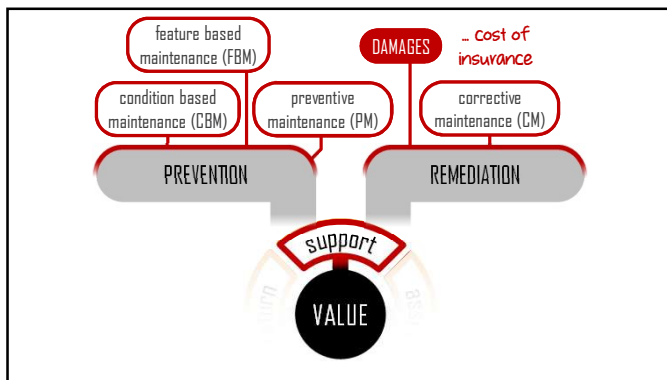 feature based
maintenance (FBM)
DAMAGES
... cost of
insurance
condition based
maintenance (CBM)
preventive
maintenance (PM)
corrective
maintenance (CM)
PREVENTION
REMEDIATION
support
VALUE